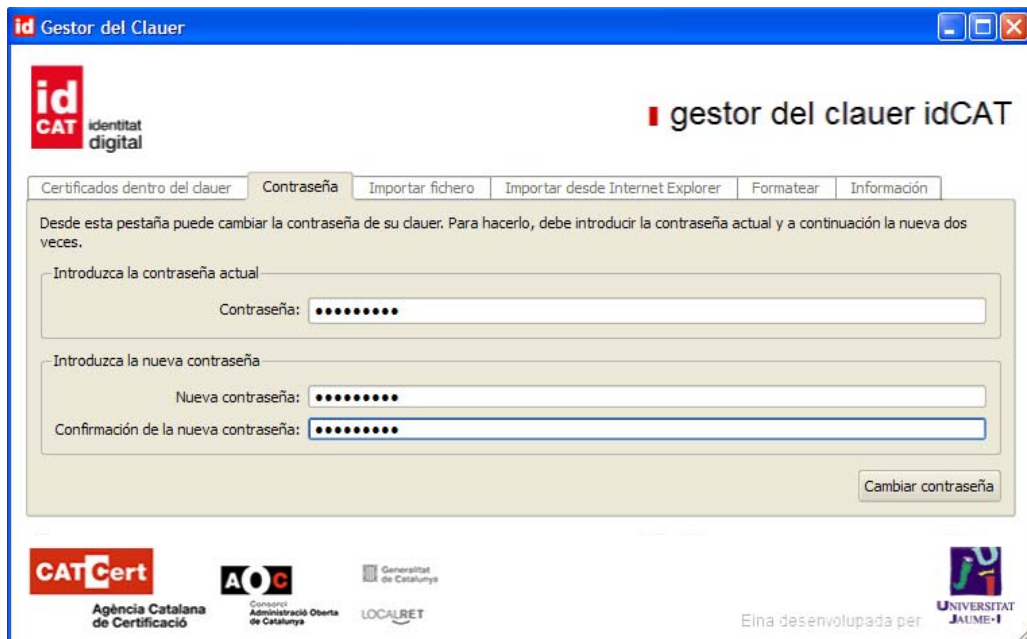 id Gestor del Clauer
id
CAT identitat
digital
gestor del clauer idCAT
Certificados dentro del clauer Contraseña Importar fichero Importar desde Internet Explorer Formatear Información
Desde esta pestaña puede cambiar la contraseña de su clauer. Para hacerlo, debe introducir la contraseña actual y a continuación la nueva dos
veces.
Introduzca la contraseña actual
Contraseña: •••••••••
Introduzca la nueva contraseña
Nueva contraseña: •••••••••
Confirmación de la nueva contraseña: •••••••••
Cambiar contraseña
CATCert
Agència Catalana
de Certificació
AOC
Consorci
Administració Oberta
de Catalunya
Generalitat
de Catalunya
LOCALRET
Eina desenvolupada per
UJI
UNIVERSITAT
JAUME·I